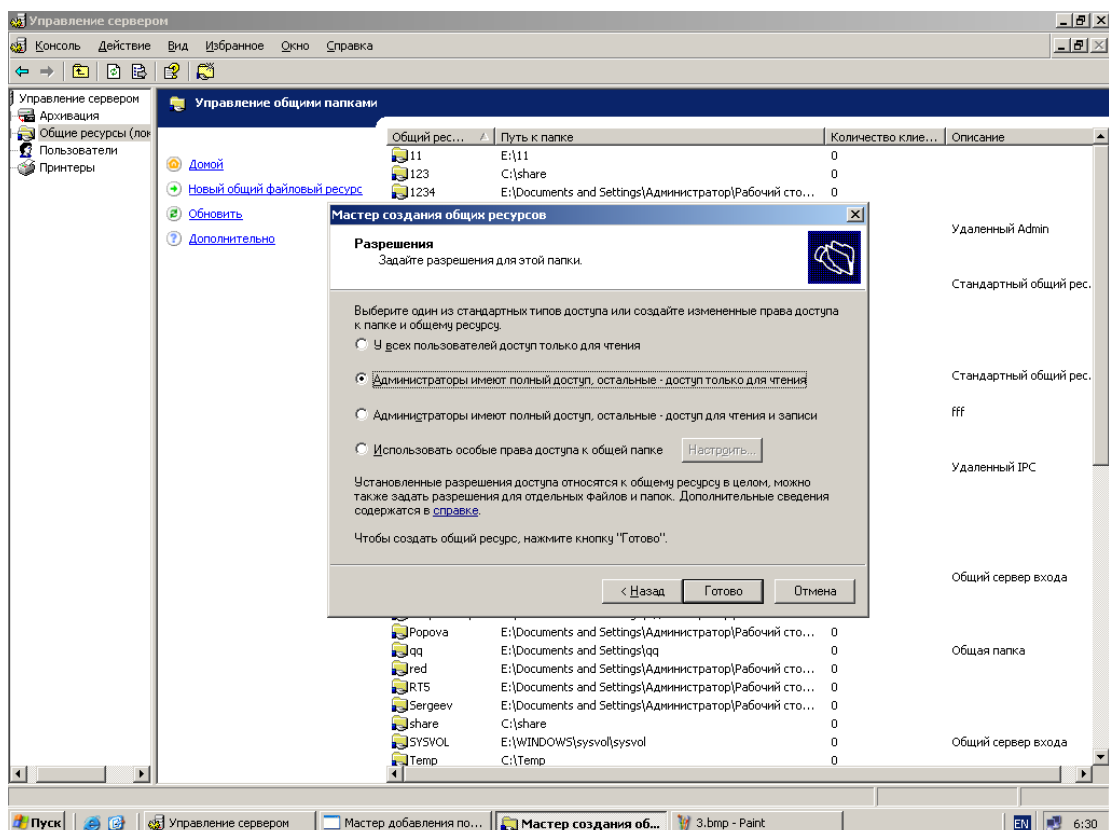 Управление сервером
Консоль Действие Вид Избранное Окно Справка
Управление сервером
Архивация
Общие ресурсы (лок
Пользователи
Принтеры
Управление общими папками
Домой
Новый общий файловый ресурс
Обновить
Дополнительно
Общий рес... Путь к папке Количество клие... Описание
11 E:\11 0
123 C:\share 0
1234 E:\Documents and Settings\Администратор\Рабочий сто... 0
Удаленный Admin
Стандартный общий рес.
Стандартный общий рес.
fff
Удаленный IPC
Общий сервер входа
Мастер создания общих ресурсов
Разрешения
Задайте разрешения для этой папки.
Выберите один из стандартных типов доступа или создайте измененные права доступа
к папке и общему ресурсу.
У всех пользователей доступ только для чтения
Администраторы имеют полный доступ, остальные - доступ только для чтения
Администраторы имеют полный доступ, остальные - доступ для чтения и записи
Использовать особые права доступа к общей папке Настроить...
Установленные разрешения доступа относятся к общему ресурсу в целом, можно
также задать разрешения для отдельных файлов и папок. Дополнительные сведения
содержатся в справке.
Чтобы создать общий ресурс, нажмите кнопку "Готово".
< Назад Готово Отмена
Popova E:\Documents and Settings\Администратор\Рабочий сто... 0
qq E:\Documents and Settings\qq 0 Общая папка
red E:\Documents and Settings\Администратор\Рабочий сто... 0
RT5 E:\Documents and Settings\Администратор\Рабочий сто... 0
Sergeev E:\Documents and Settings\Администратор\Рабочий сто... 0
share C:\share 0
SYSVOL E:\WINDOWS\sysvol\sysvol 0 Общий сервер входа
Temp C:\Temp 0
Пуск Управление сервером Мастер добавления по... Мастер создания об... 3.bmp - Paint EN 6:30